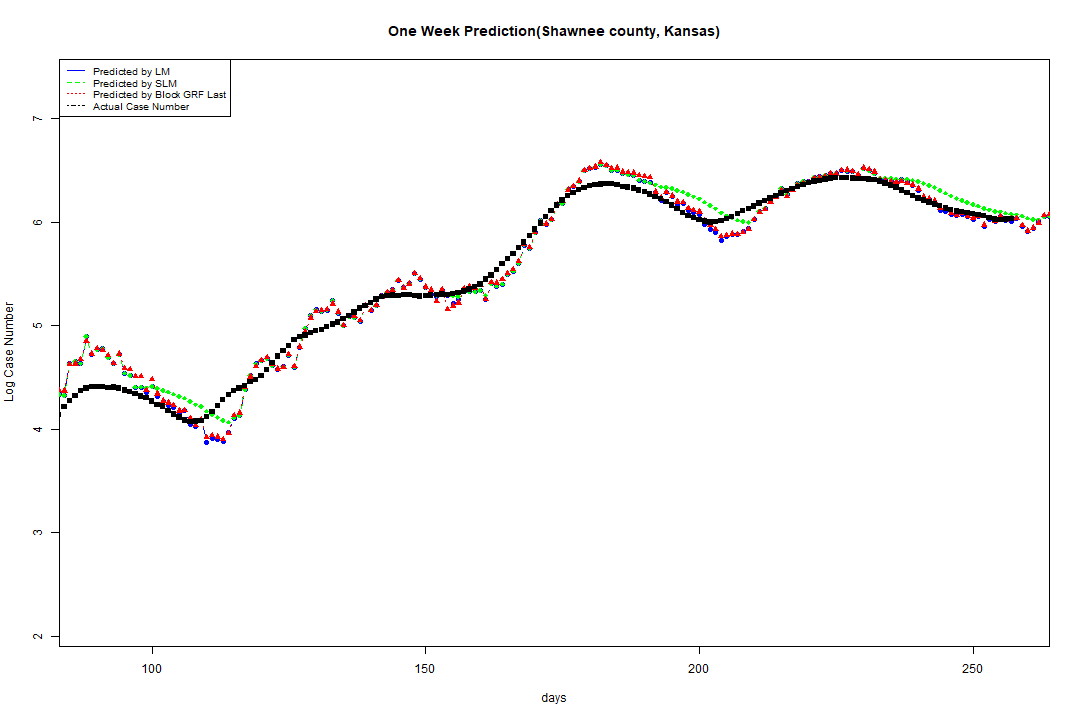 One Week Prediction(Shawnee county, Kansas)
Predicted by LM
Predicted by SLM
Predicted by Block GRF Last
Actual Case Number
7
6
5
4
3
2
Log Case Number
100 150 200 250
days